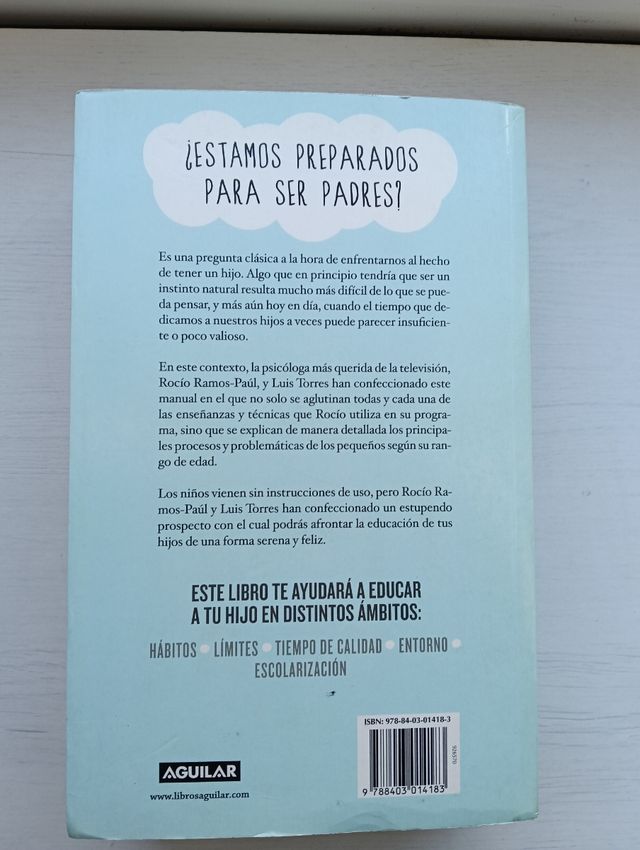 ¿ESTAMOS PREPARADOS
PARA SER PADRES?
Es una pregunta clásica a la hora de enfrentarnos al hecho
de tener un hijo. Algo que en principio tendría que ser un
instinto natural resulta mucho más difícil de lo que se pue-
da pensar, y más aún hoy en día, cuando el tiempo que de-
dicamos a nuestros hijos a veces puede parecer insuficien-
te o poco valioso.
En este contexto, la psicóloga más querida de la televisión,
Rocío Ramos-Paúl, y Luis Torres han confeccionado este
manual en el que no solo se aglutinan todas y cada una de
las enseñanzas y técnicas que Rocío utiliza en su progra-
ma, sino que se explican de manera detallada los principa-
les procesos y problemáticas de los pequeños según su ran-
go de edad.
Los niños vienen sin instrucciones de uso, pero Rocío Ra-
mos-Paúl y Luis Torres han confeccionado un estupendo
prospecto con el cual podrás afrontar la educación de tus
hijos de una forma serena y feliz.
ESTE LIBRO TE AYUDARÁ A EDUCAR
A TU HIJO EN DISTINTOS ÁMBITOS:
HÁBITOS • LÍMITES • TIEMPO DE CALIDAD • ENTORNO •
ESCOLARIZACIÓN
ISBN: 978-84-03-01418-3
926570
9 788403 014183
AGUILAR
www.librosaguilar.com